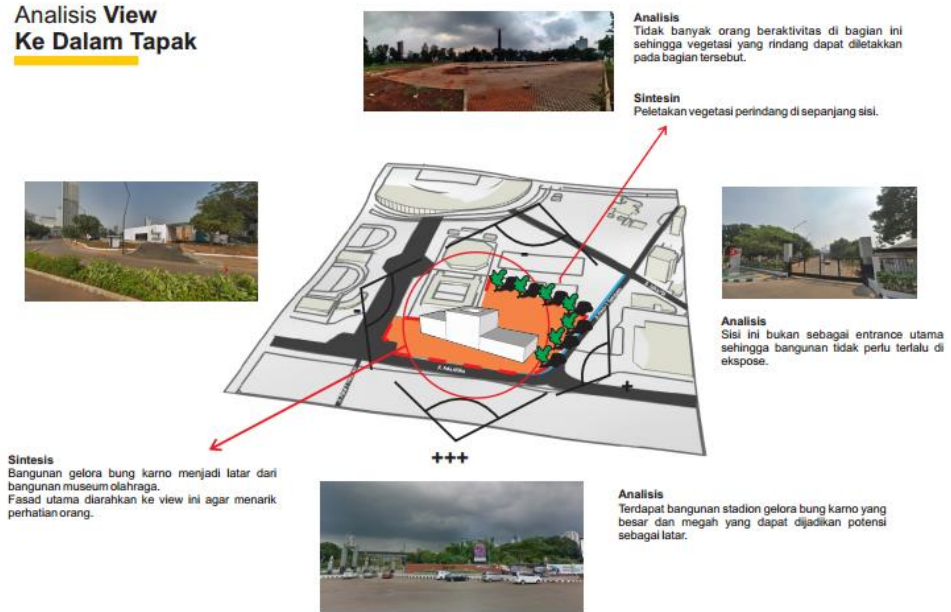 Analisis View
Ke Dalam Tapak
Analisis
Tidak banyak orang beraktivitas di bagian ini
sehingga vegetasi yang rindang dapat diletakkan
pada bagian tersebut.
Sintesin
Peletakan vegetasi perindang di sepanjang sisi.
Analisis
Sisi ini bukan sebagai entrance utama
sehingga bangunan tidak perlu terlalu di
ekspose.
-
-
+
+++
Sintesis
Bangunan gelora bung karno menjadi latar dari
bangunan museum olahraga.
Fasad utama diarahkan ke view ini agar menarik
perhatian orang.
Analisis
Terdapat bangunan stadion gelora bung karno yang
besar dan megah yang dapat dijadikan potensi
sebagai latar.